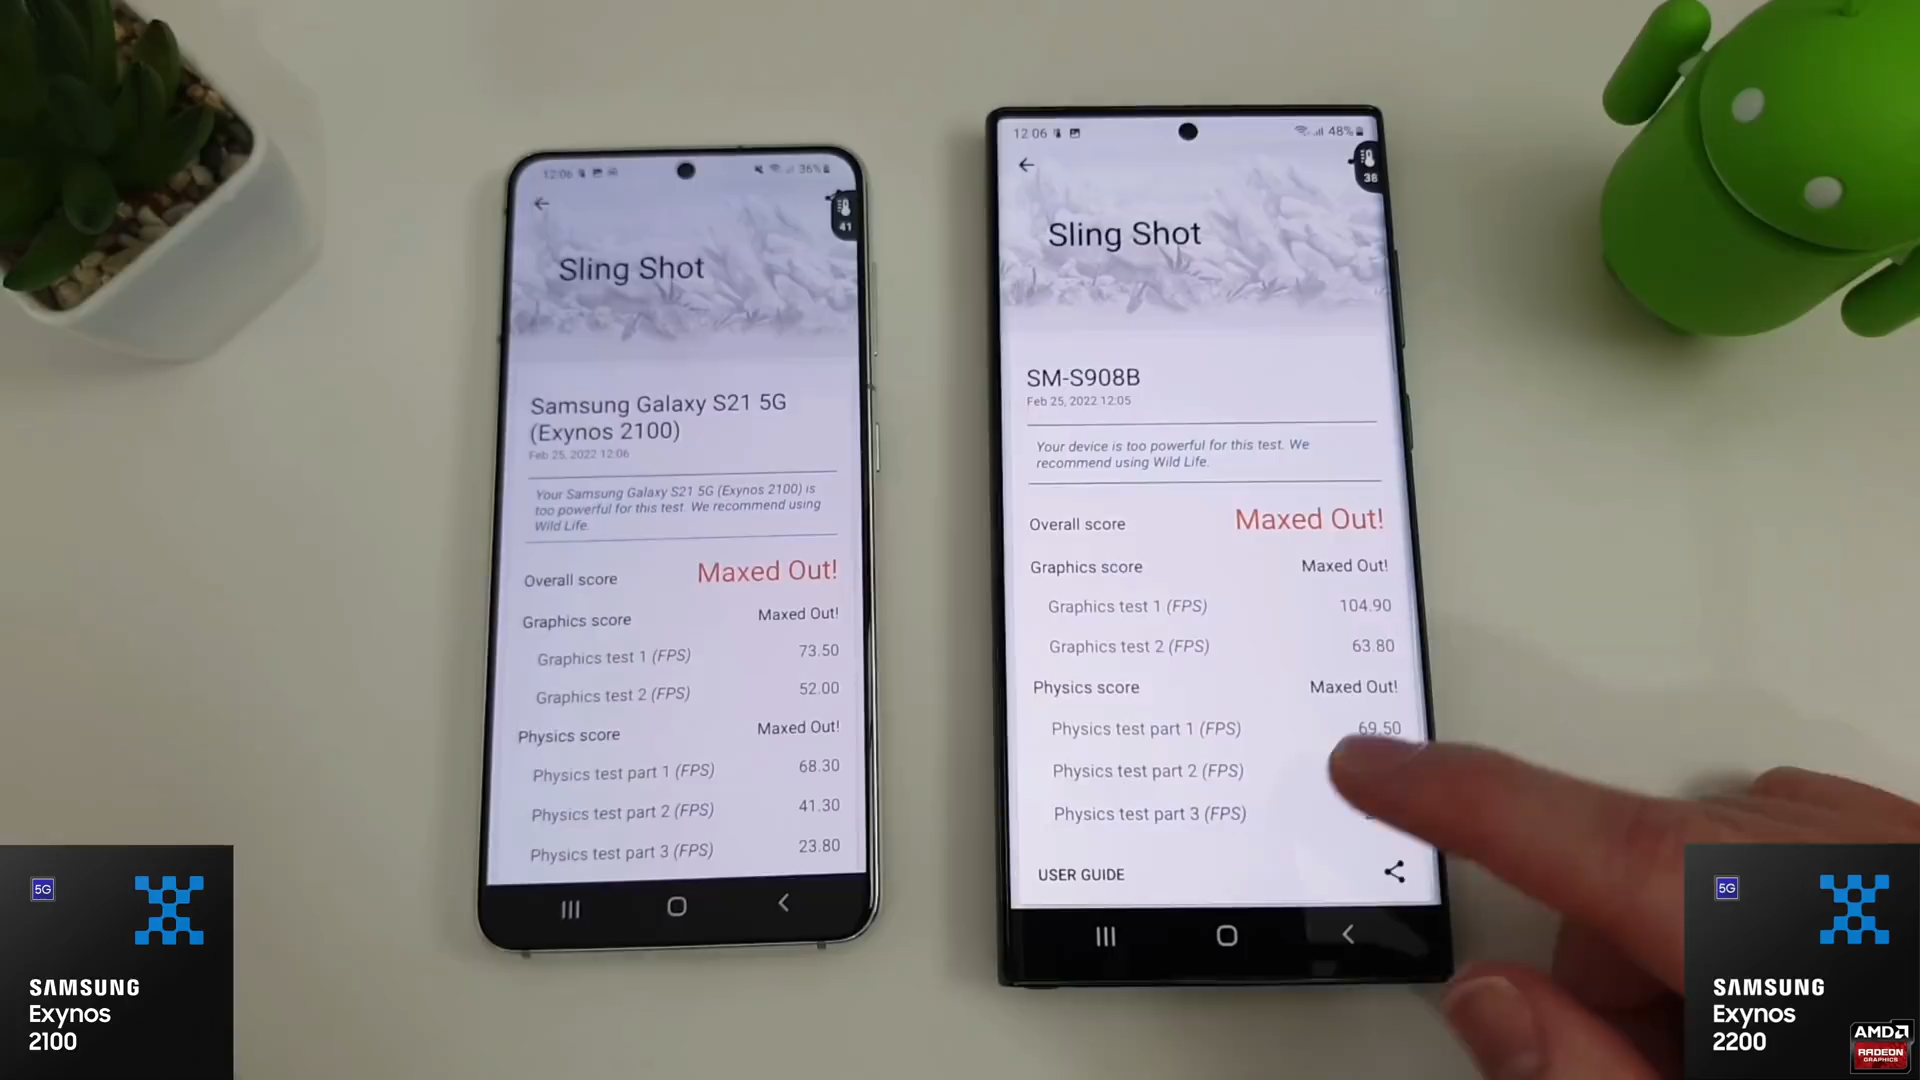 12:06
36%
41
Sling Shot
Samsung Galaxy S21 5G
(Exynos 2100)
Feb 25, 2022 12:06
Your Samsung Galaxy S21 5G (Exynos 2100) is
too powerful for this test. We recommend using
Wild Life.
Overall score Maxed Out!
Graphics score Maxed Out!
Graphics test 1 (FPS) 73.50
Graphics test 2 (FPS) 52.00
Physics score Maxed Out!
Physics test part 1 (FPS) 68.30
Physics test part 2 (FPS) 41.30
Physics test part 3 (FPS) 23.80
12:06
48%
38
Sling Shot
SM-S908B
Feb 25, 2022 12:05
Your device is too powerful for this test. We
recommend using Wild Life.
Overall score Maxed Out!
Graphics score Maxed Out!
Graphics test 1 (FPS) 104.90
Graphics test 2 (FPS) 63.80
Physics score Maxed Out!
Physics test part 1 (FPS) 69.50
Physics test part 2 (FPS)
Physics test part 3 (FPS)
USER GUIDE
5G
SAMSUNG
Exynos
2100
5G
SAMSUNG
Exynos
2200
AMD
RADEON
GRAPHICS